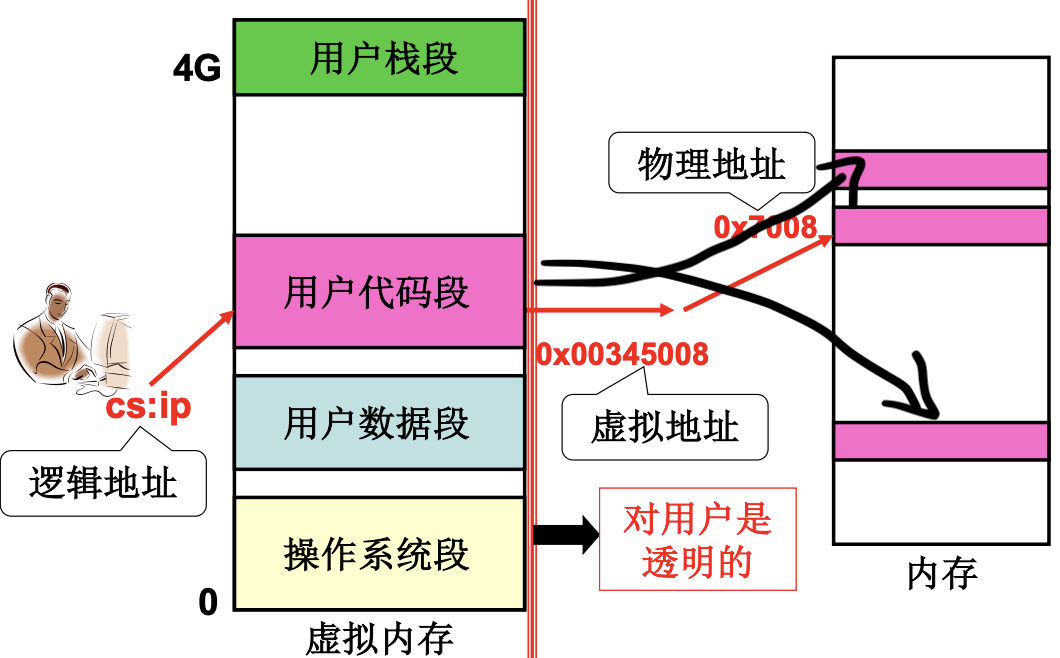 4G
用户栈段
物理地址
0x7008
用户代码段
0x00345008
cs:ip
虚拟地址
用户数据段
逻辑地址
对用户是
透明的
操作系统段
内存
0
虚拟内存